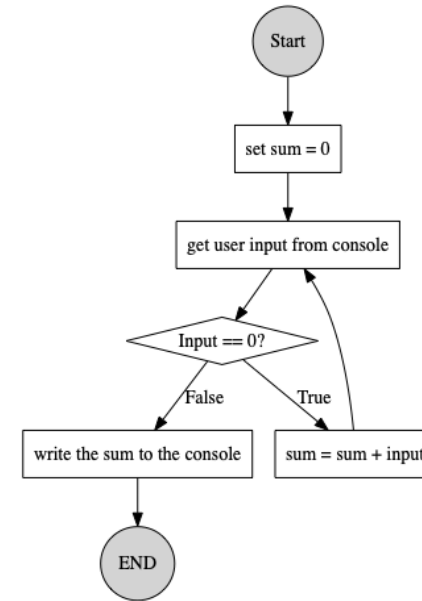 Start
set sum = 0
get user input from console
Input == 0?
False
True
write the sum to the console
sum = sum + input
END